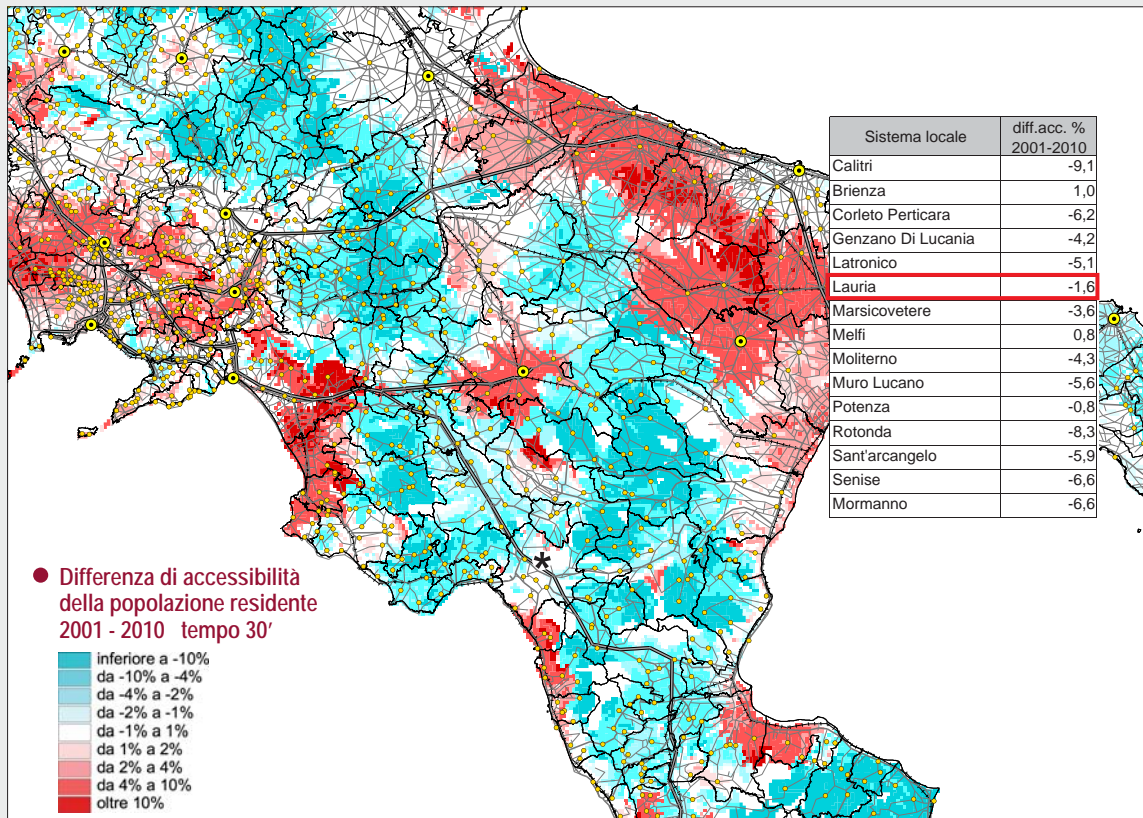 Sistema locale diff.acc. % 2001-2010
Calitri -9,1
Brienza 1,0
Corleto Perticara -6,2
Genzano Di Lucania -4,2
Latronico -5,1
Lauria -1,6
Marsicovetere -3,6
Melfi 0,8
Moliterno -4,3
Muro Lucano -5,6
Potenza -0,8
Rotonda -8,3
Sant'arcangelo -5,9
Senise -6,6
Mormanno -6,6
*
● Differenza di accessibilità
della popolazione residente
2001 - 2010 tempo 30'
inferiore a -10%
da -10% a -4%
da -4% a -2%
da -2% a -1%
da -1% a 1%
da 1% a 2%
da 2% a 4%
da 4% a 10%
oltre 10%